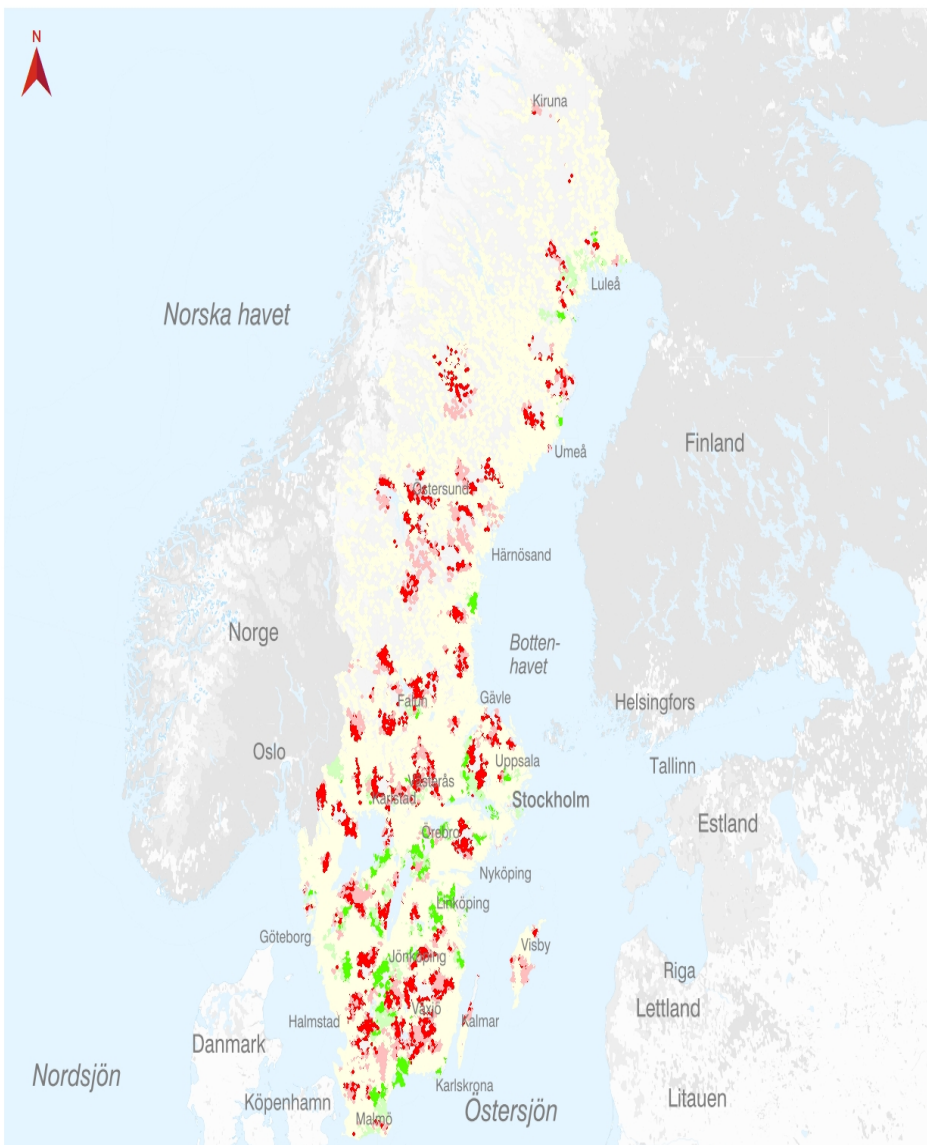 N
Kiruna
Luleå
Norska havet
Finland
Umeå
Östersund
Härnösand
Norge
Botten-
havet
Gävle
Falun
Helsingfors
Oslo
Uppsala
Tallinn
Västerås
Karlstad
Stockholm
Estland
Örebro
Nyköping
Linköping
Göteborg
Visby
Jönköping
Riga
Lettland
Växjö
Halmstad
Kalmar
Danmark
Nordsjön
Karlskrona
Köpenhamn
Östersjön
Litauen
Malmö